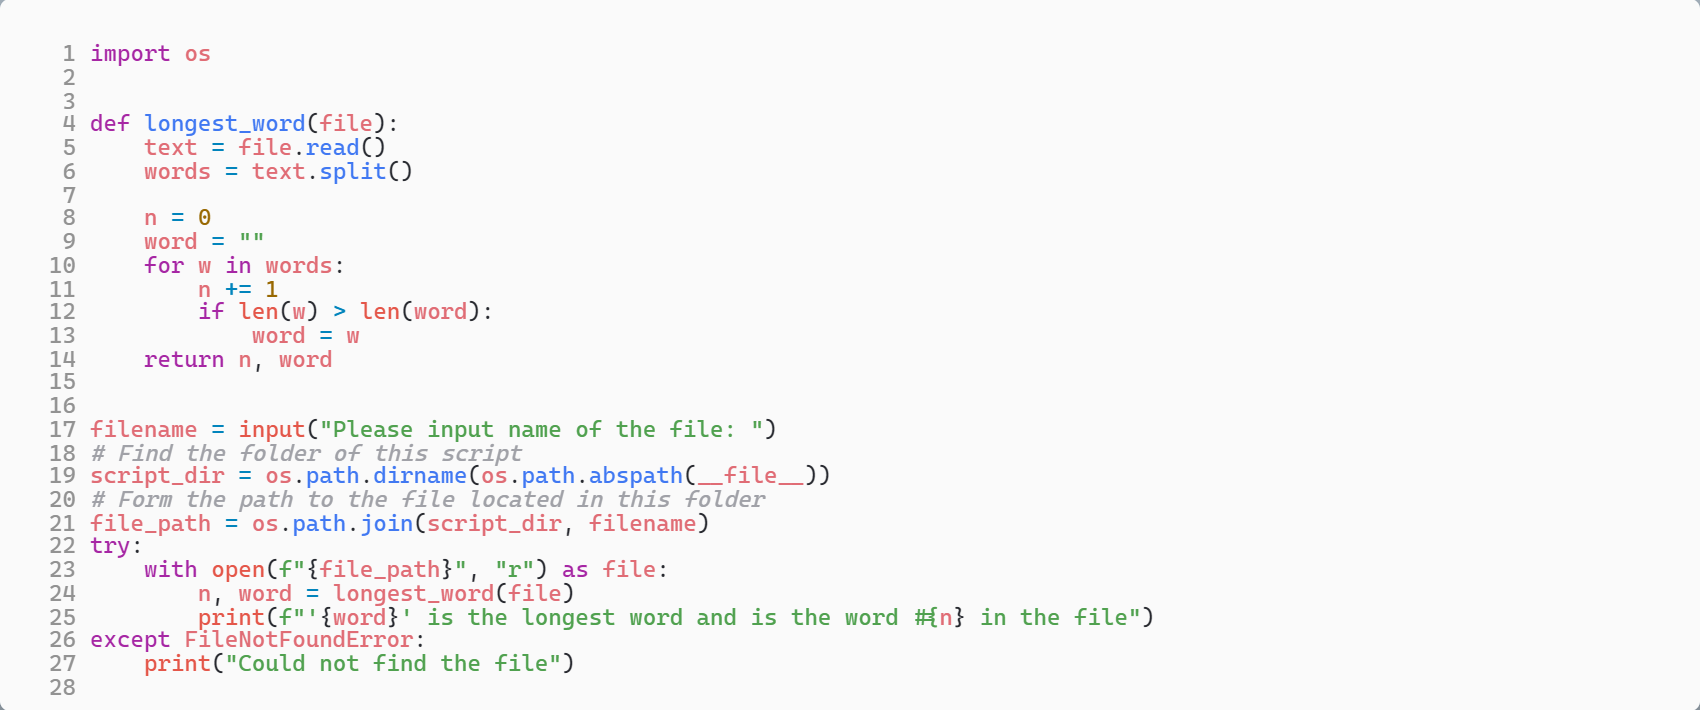 1 import os
2
3
4 def longest_word(file):
5     text = file.read()
6     words = text.split()
7
8     n = 0
9     word = ""
10     for w in words:
11         n += 1
12         if len(w) > len(word):
13             word = w
14     return n, word
15
16
17 filename = input("Please input name of the file: ")
18 # Find the folder of this script
19 script_dir = os.path.dirname(os.path.abspath(__file__))
20 # Form the path to the file located in this folder
21 file_path = os.path.join(script_dir, filename)
22 try:
23     with open(f"{file_path}", "r") as file:
24         n, word = longest_word(file)
25         print(f"'{word}' is the longest word and is the word #{n} in the file")
26 except FileNotFoundError:
27     print("Could not find the file")
28